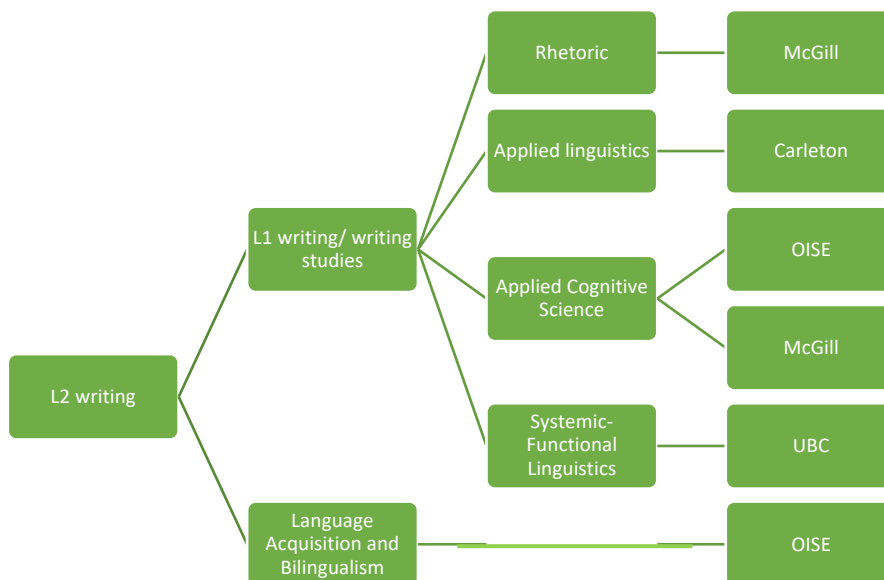 Rhetoric
McGill
Applied linguistics
Carleton
L1 writing/ writing
studies
OISE
Applied Cognitive
Science
McGill
L2 writing
Systemic-
Functional
Linguistics
UBC
Language
Acquisition and
Bilingualism
OISE